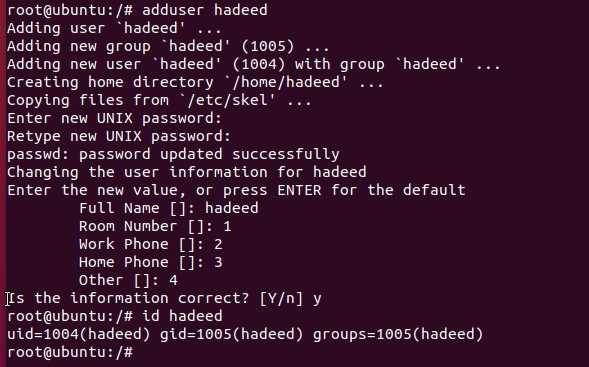 root@ubuntu:/# adduser hadeed
Adding user `hadeed' ...
Adding new group `hadeed' (1005) ...
Adding new user `hadeed' (1004) with group `hadeed' ...
Creating home directory `/home/hadeed' ...
Copying files from `/etc/skel' ...
Enter new UNIX password:
Retype new UNIX password:
passwd: password updated successfully
Changing the user information for hadeed
Enter the new value, or press ENTER for the default
        Full Name []: hadeed
        Room Number []: 1
        Work Phone []: 2
        Home Phone []: 3
        Other []: 4
Is the information correct? [Y/n] y
root@ubuntu:/# id hadeed
uid=1004(hadeed) gid=1005(hadeed) groups=1005(hadeed)
root@ubuntu:/#